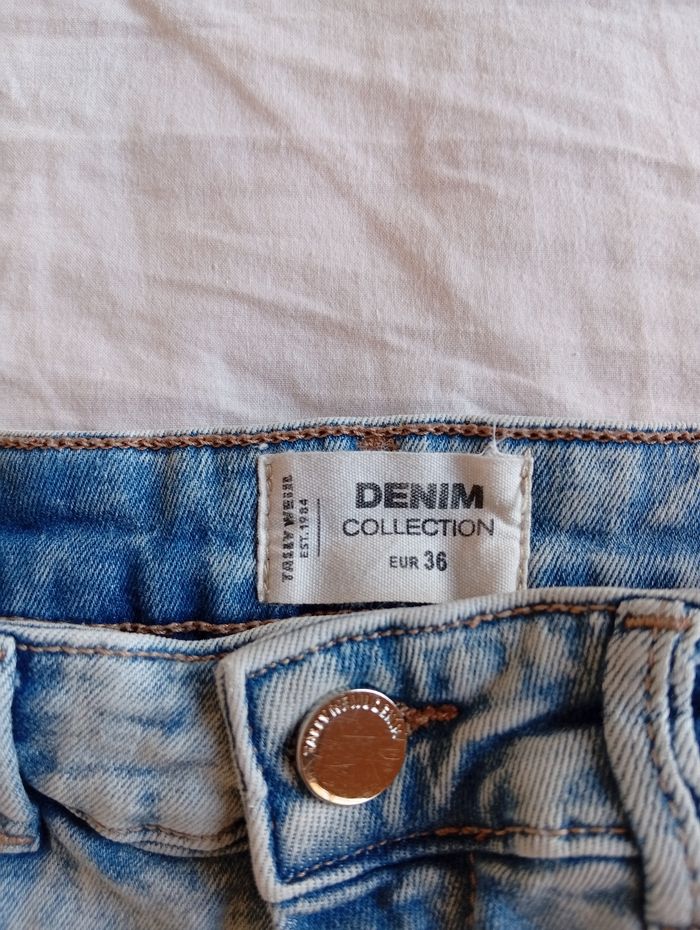 TALLY WEiJL
EST. 1984
DENIM
COLLECTION
EUR 36